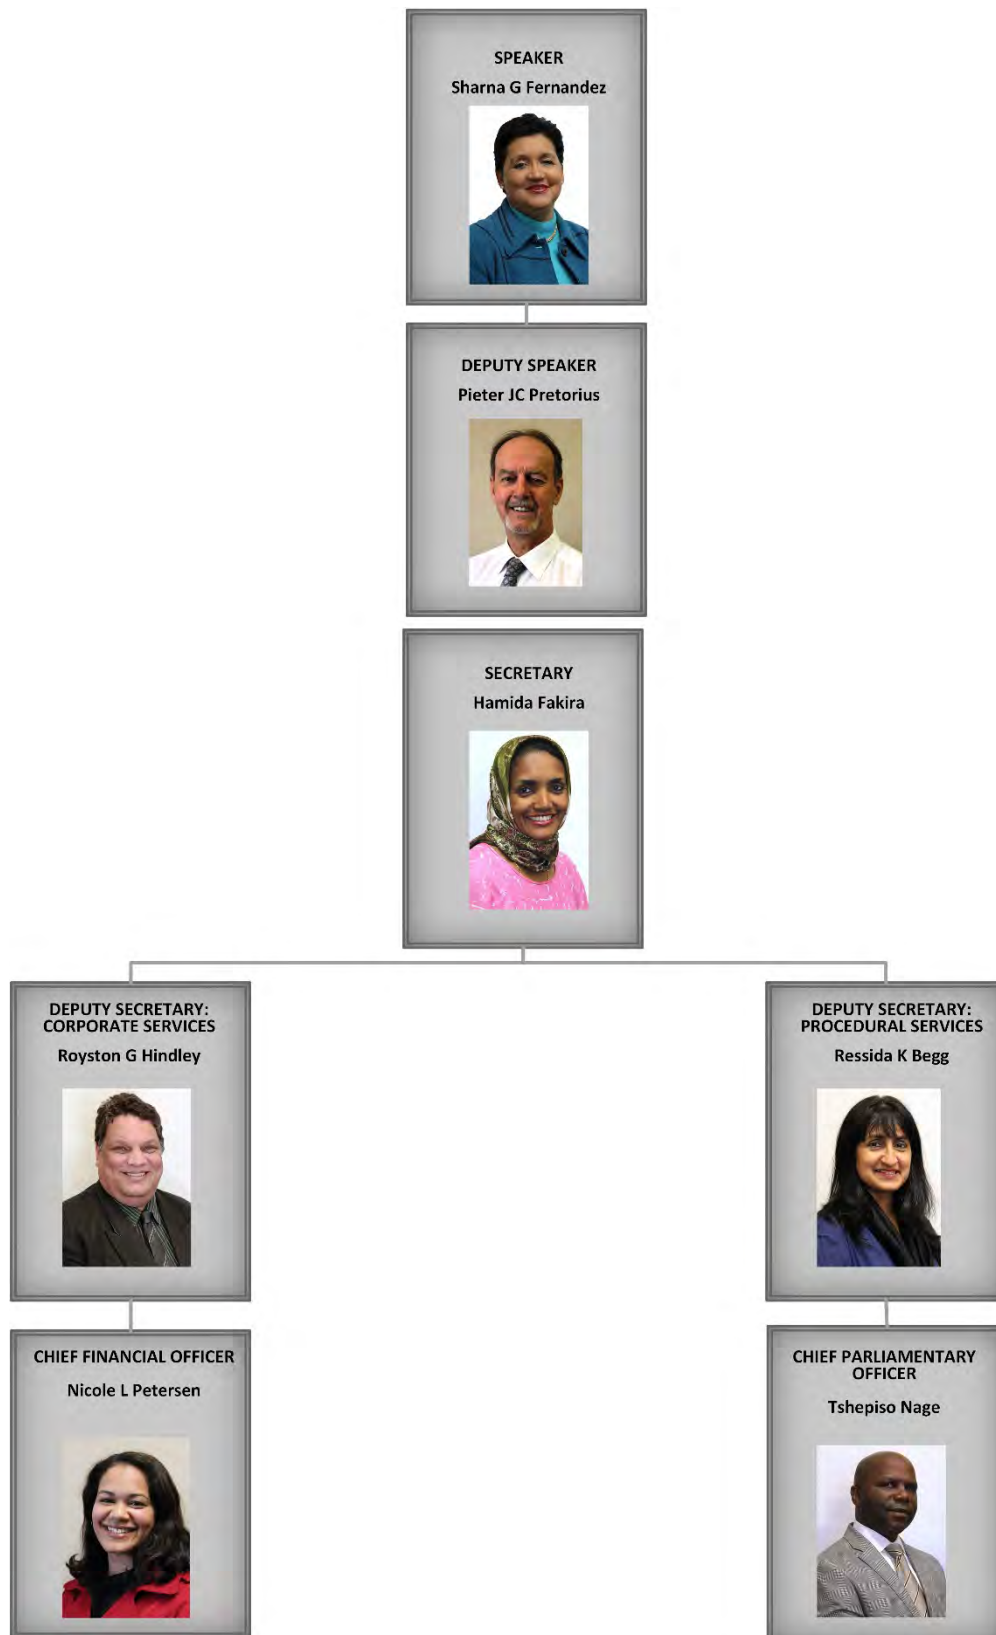 SPEAKER
Sharna G Fernandez
DEPUTY SPEAKER
Pieter JC Pretorius
SECRETARY
Hamida Fakira
DEPUTY SECRETARY:
CORPORATE SERVICES
Royston G Hindley
DEPUTY SECRETARY:
PROCEDURAL SERVICES
Ressida K Begg
CHIEF FINANCIAL OFFICER
Nicole L Petersen
CHIEF PARLIAMENTARY
OFFICER
Tshepiso Nage